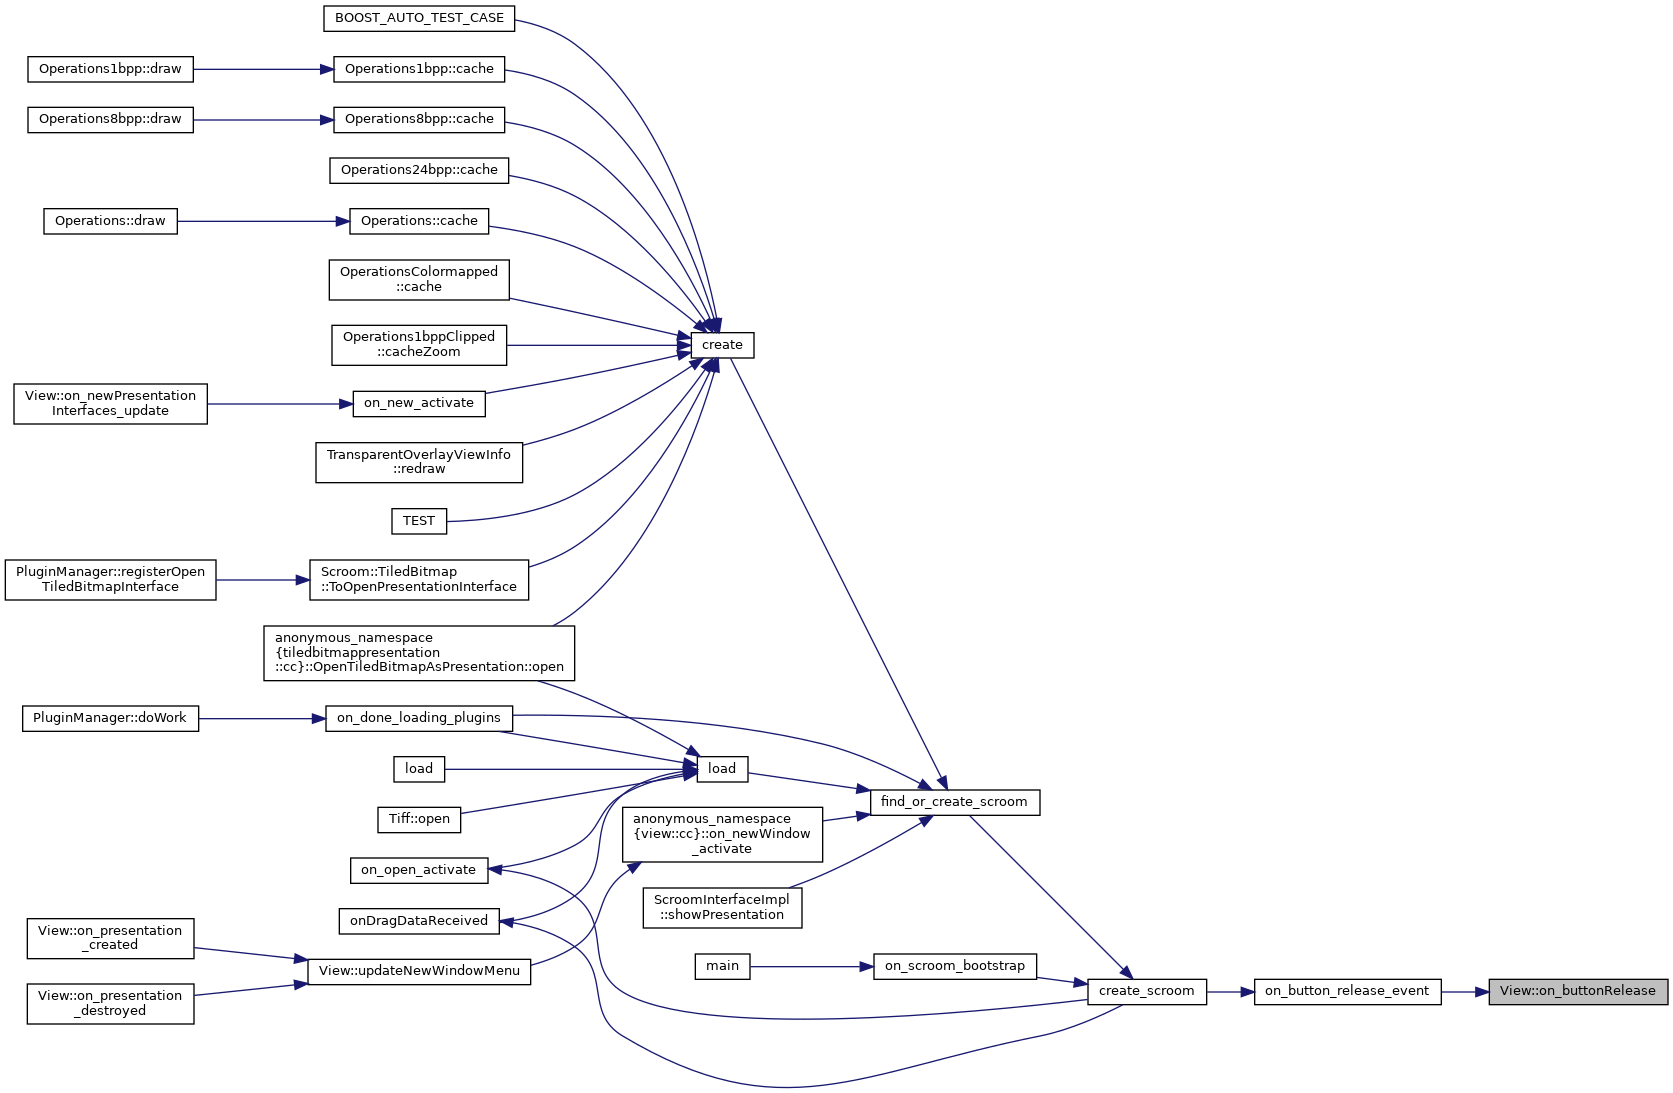 BOOST_AUTO_TEST_CASE
Operations1bpp::draw
Operations1bpp::cache
Operations8bpp::draw
Operations8bpp::cache
Operations24bpp::cache
Operations::draw
Operations::cache
OperationsColormapped
::cache
Operations1bppClipped
::cacheZoom
create
View::on_newPresentation
Interfaces_update
on_new_activate
TransparentOverlayViewInfo
::redraw
TEST
PluginManager::registerOpen
TiledBitmapInterface
Scroom::TiledBitmap
::ToOpenPresentationInterface
anonymous_namespace
{tiledbitmappresentation
::cc}::OpenTiledBitmapAsPresentation::open
PluginManager::doWork
on_done_loading_plugins
load
load
find_or_create_scroom
Tiff::open
anonymous_namespace
{view::cc}::on_newWindow
_activate
on_open_activate
ScroomInterfaceImpl
::showPresentation
onDragDataReceived
View::on_presentation
_created
View::updateNewWindowMenu
main
on_scroom_bootstrap
View::on_presentation
_destroyed
create_scroom
on_button_release_event
View::on_buttonRelease